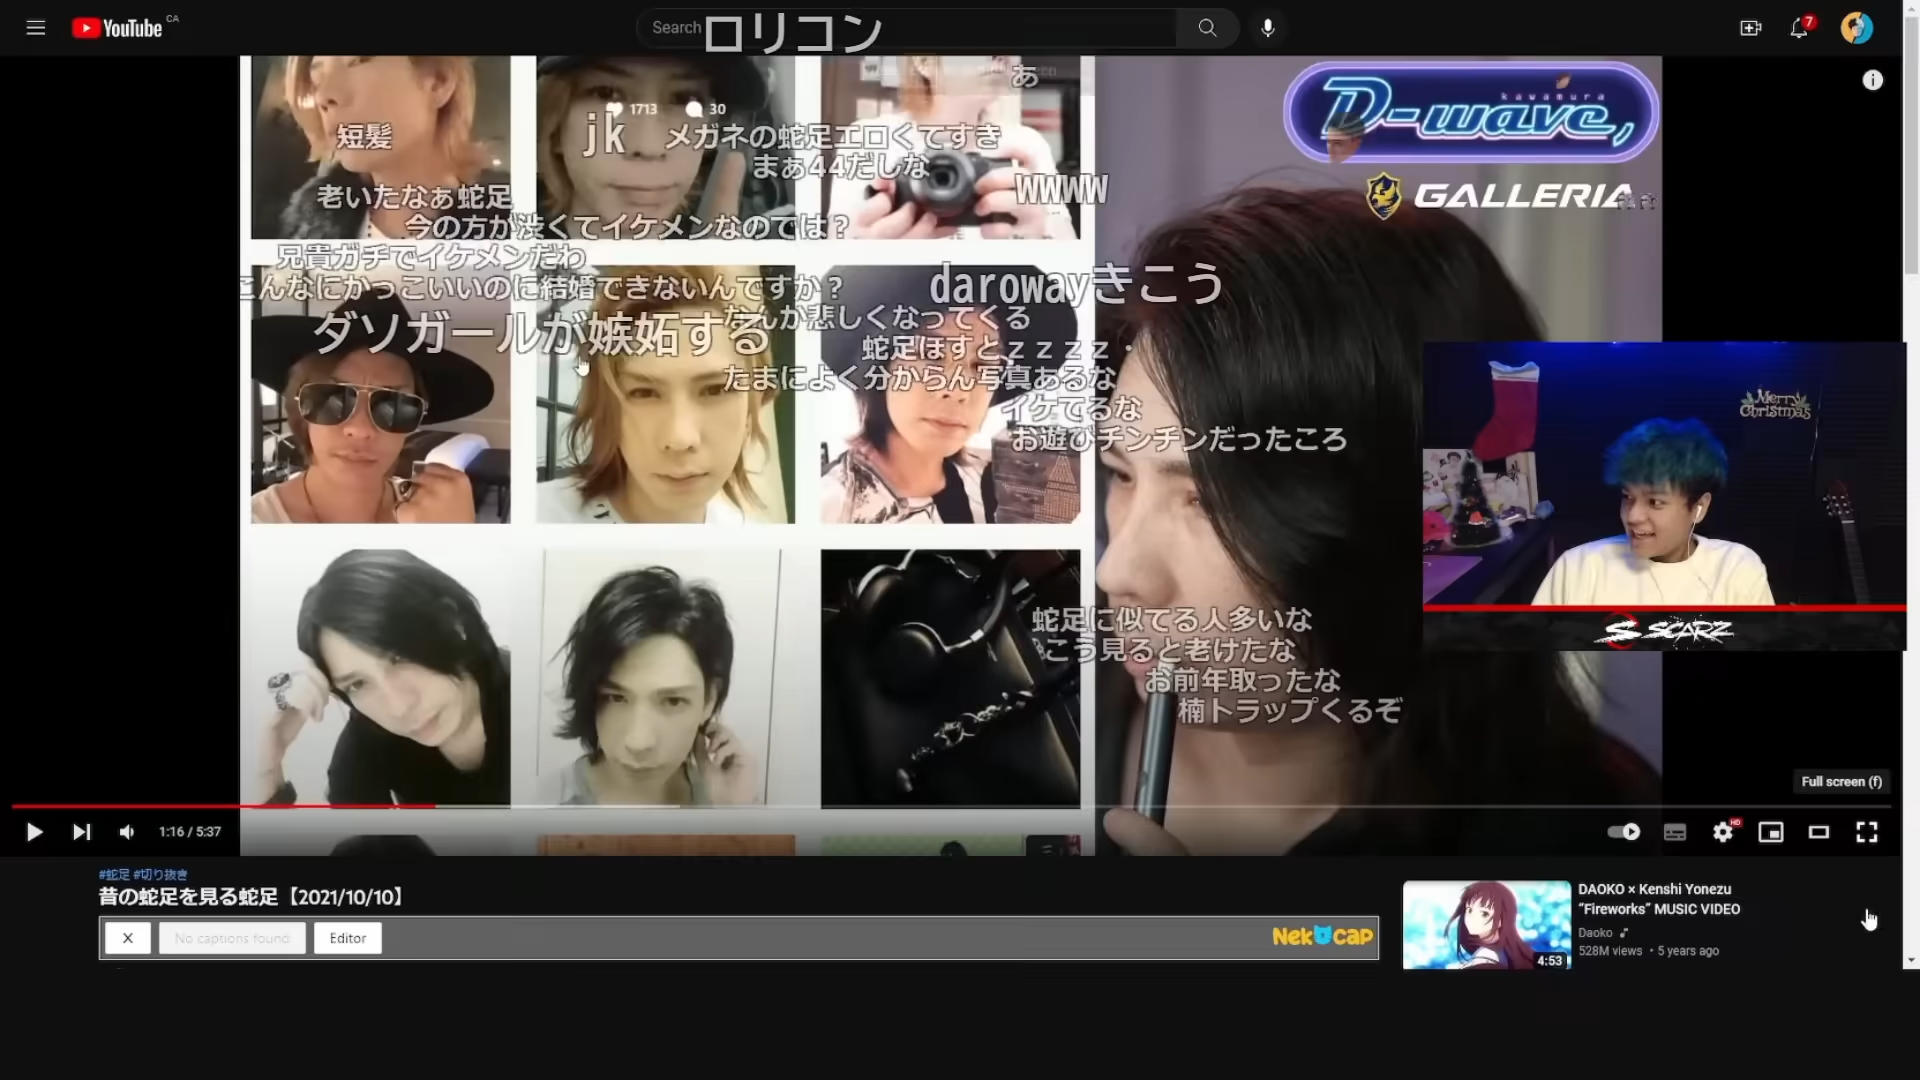 YouTube CA
Search
ロリコン
7
あ
1713 30
短髪
jk
メガネの蛇足エロくてすき
まぁ44だしな
wwww
老いたなぁ蛇足
今の方が渋くてイケメンなのでは？
兄貴ガチでイケメンだわ
こんなにかっこいいのに結婚できないんですか？
darowayきこう
なんか悲しくなってくる
ダソガールが嫉妬する
蛇足ほすとｚｚｚｚ・
たまによく分からん写真あるな
イケてるな
お遊びチンチンだったころ
蛇足に似てる人多いな
こう見ると老けたな
お前年取ったな
楠トラップくるぞ
kawamura
D-wave,
GALLERIA
Merry
Christmas
SCARZ
Full screen (f)
1:16 / 5:37
HD
#蛇足 #切り抜き
昔の蛇足を見る蛇足【2021/10/10】
X
No captions found
Editor
NekoCap
DAOKO × Kenshi Yonezu
“Fireworks” MUSIC VIDEO
Daoko
528M views • 5 years ago
4:53